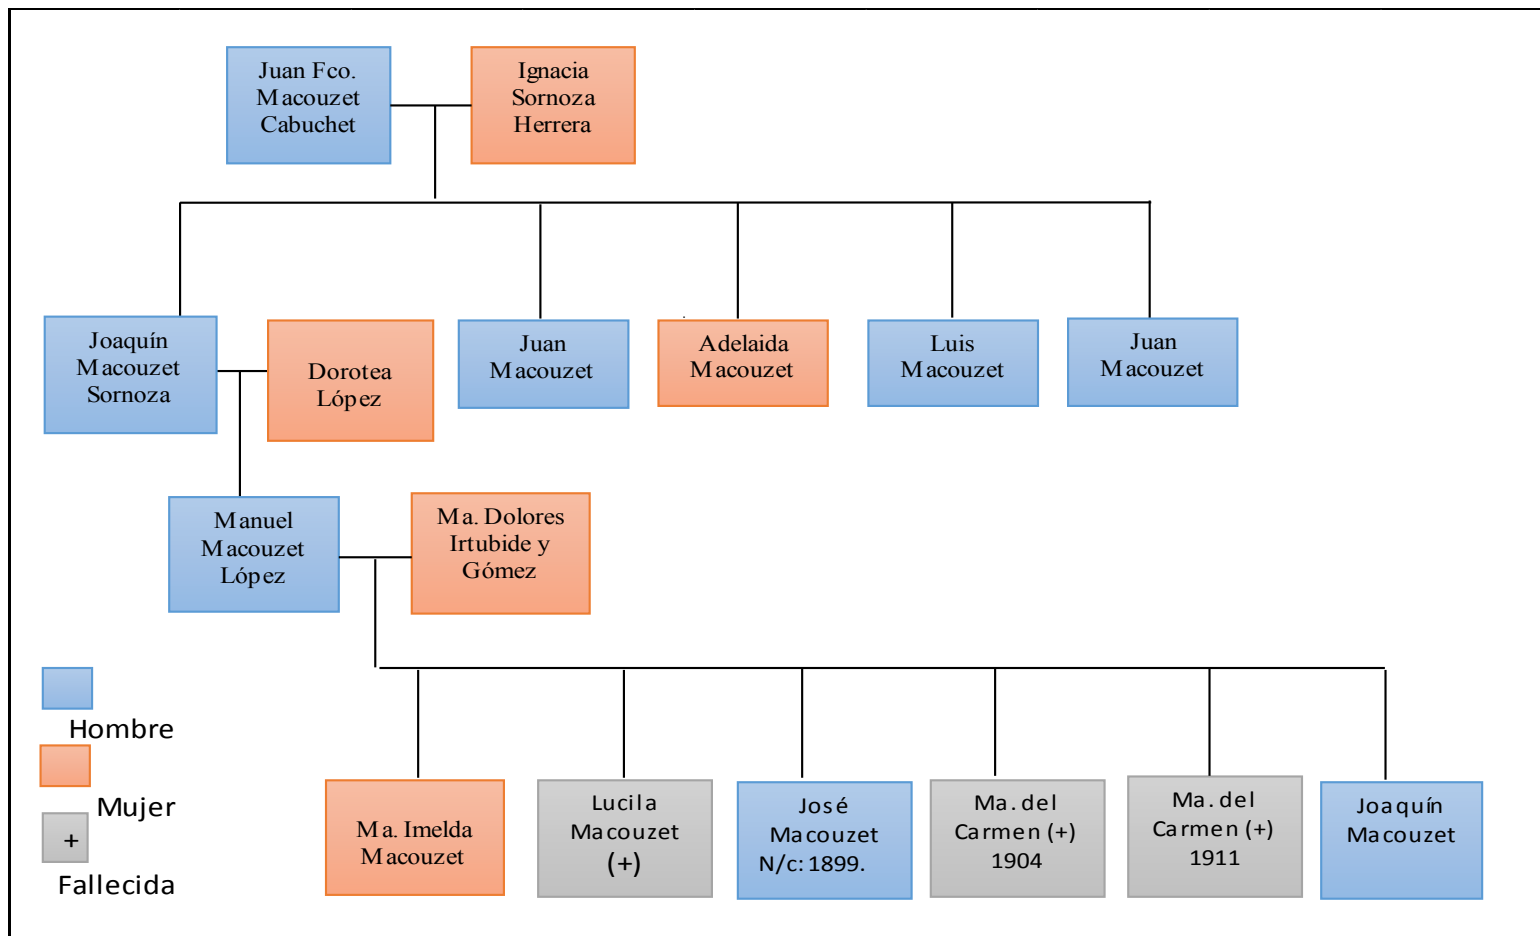 Juan Fco.
Macouzet
Cabuchet
Ignacia
Sornoza
Herrera
Joaquín
Macouzet
Sornoza
Dorotea
López
Juan
Macouzet
Adelaida
Macouzet
Luis
Macouzet
Juan
Macouzet
Manuel
Macouzet
López
Ma. Dolores
Irtubide y
Gómez
Hombre
Mujer
+
Fallecida
Ma. Imelda
Macouzet
Lucila
Macouzet
(+)
José
Macouzet
N/c: 1899.
Ma. del
Carmen (+)
1904
Ma. del
Carmen (+)
1911
Joaquín
Macouzet